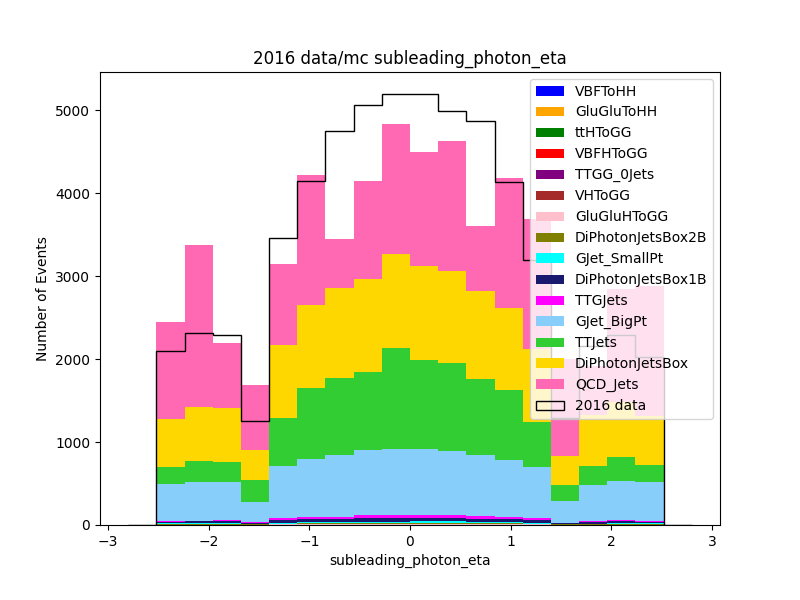 2016 data/mc subleading_photon_eta
Number of Events
5000
4000
3000
2000
1000
0
−3
−2
−1
0
1
2
3
subleading_photon_eta
VBFToHH
GluGluToHH
ttHToGG
VBFHToGG
TTGG_0Jets
VHToGG
GluGluHToGG
DiPhotonJetsBox2B
GJet_SmallPt
DiPhotonJetsBox1B
TTGJets
GJet_BigPt
TTJets
DiPhotonJetsBox
QCD_Jets
2016 data